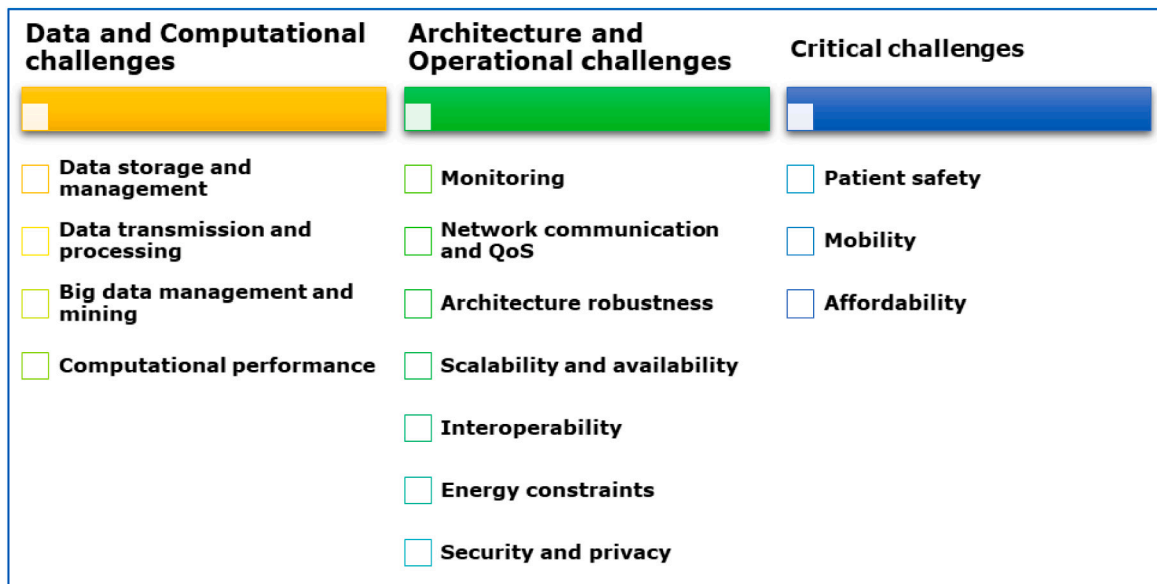 Data and Computational
challenges
Data storage and
management
Data transmission and
processing
Big data management and
mining
Computational performance
Architecture and
Operational challenges
Monitoring
Network communication
and QoS
Architecture robustness
Scalability and availability
Interoperability
Energy constraints
Security and privacy
Critical challenges
Patient safety
Mobility
Affordability